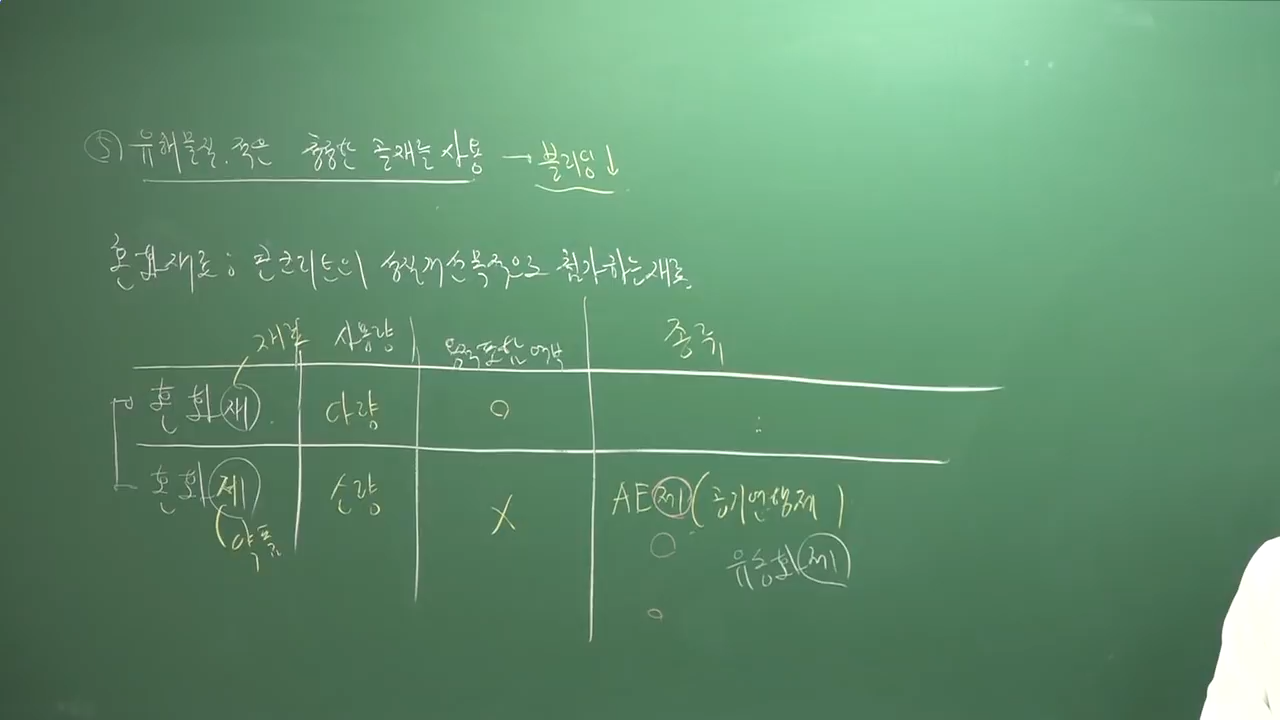 ⑤ 유해물질 적은 청정한 골재를 사용 → 블리딩↓
혼화재료: 콘크리트의 성질개선목적으로 첨가하는재료.
재료 사용량 용적포함여부 종류
혼화재. 다량 ○ :
혼화제 소량 X AE제(공기연행제)
약품 유동화제